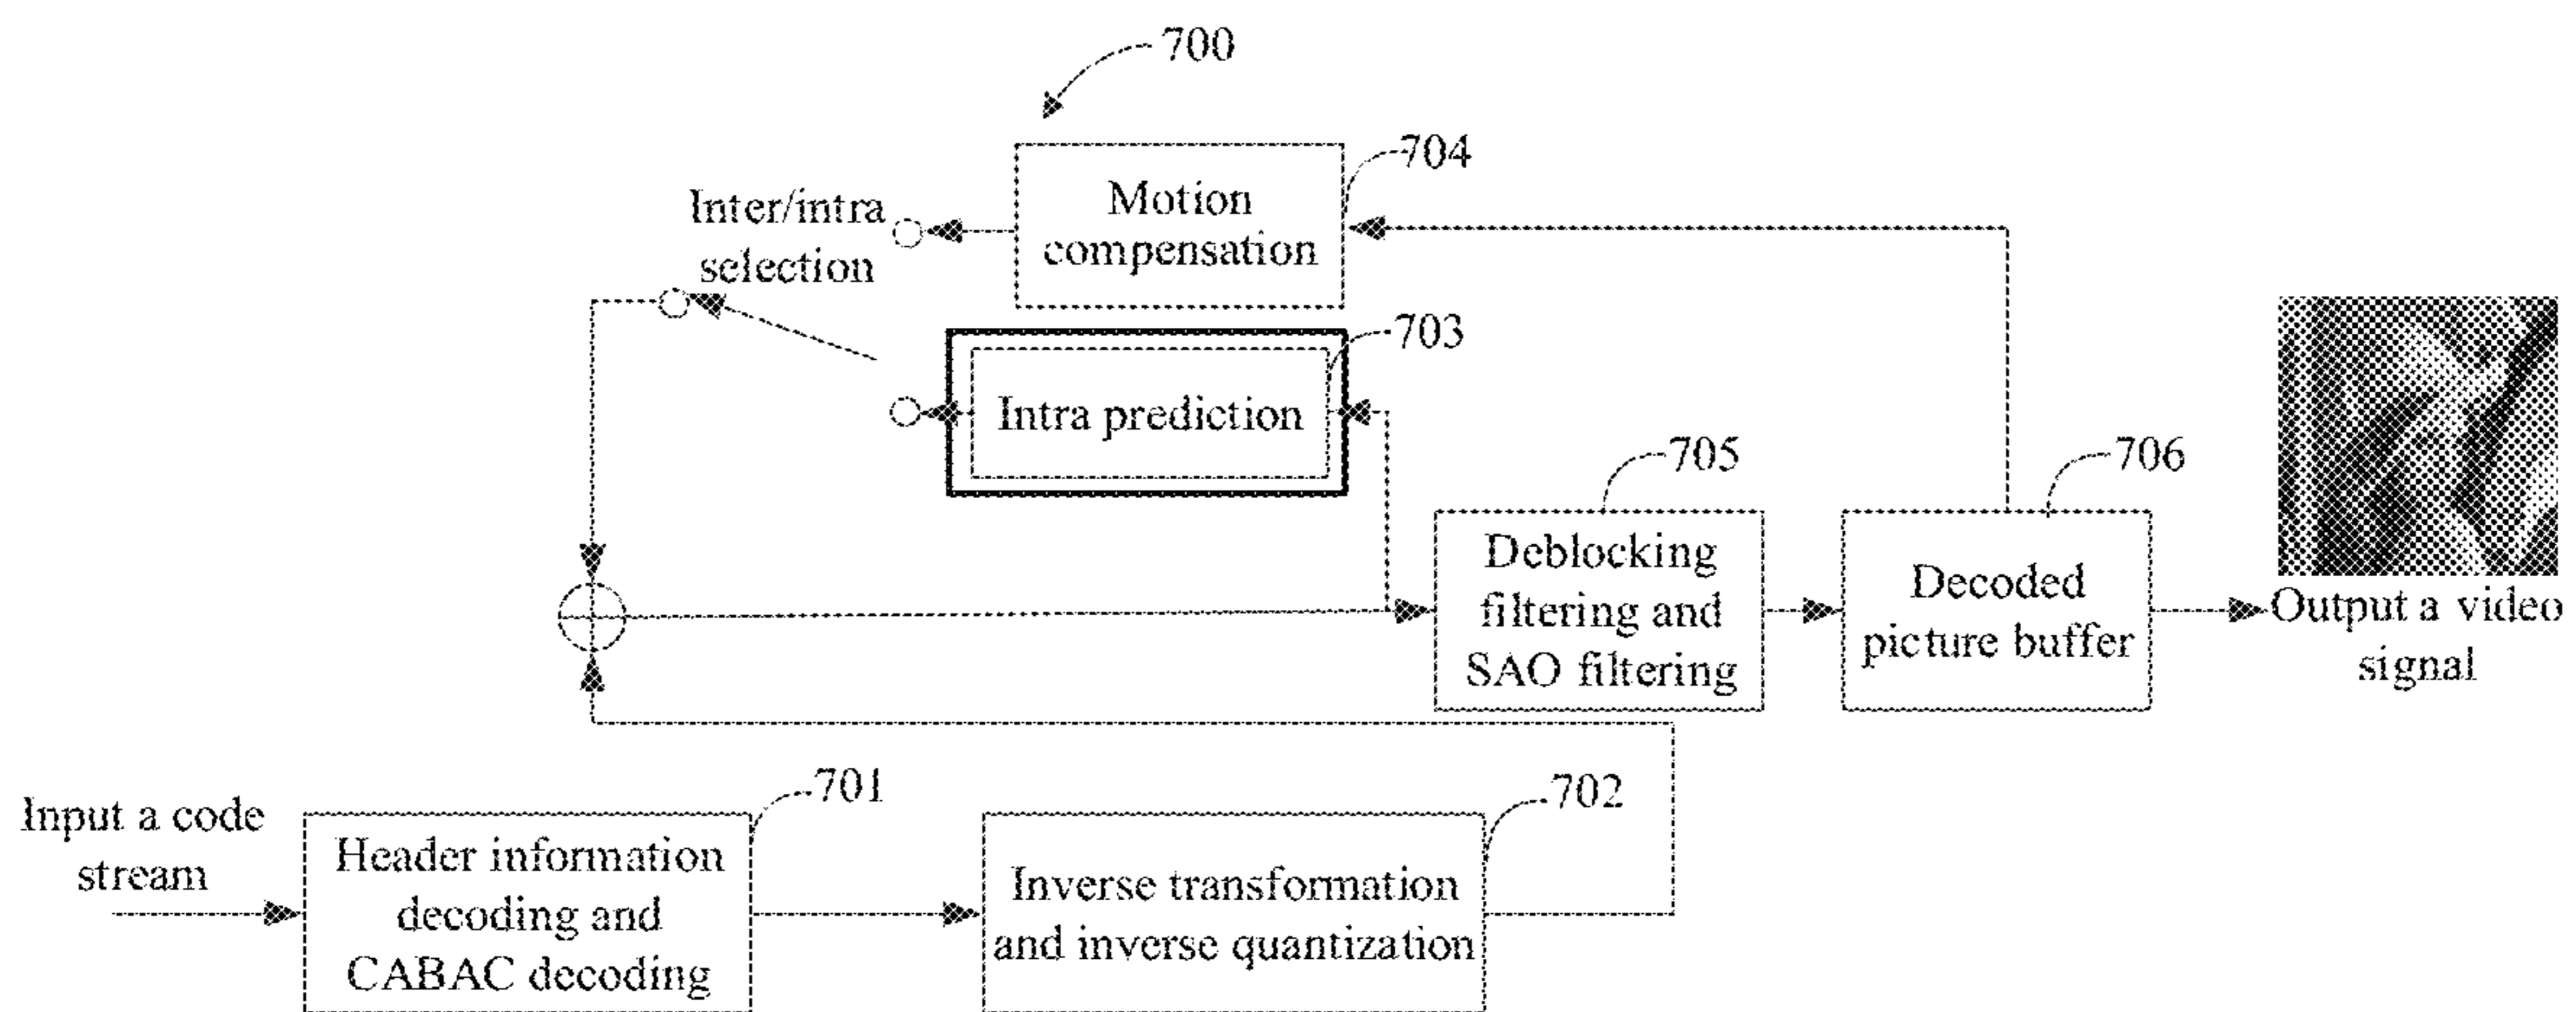 700
704
Motion
compensation
Inter/intra
selection
703
Intra prediction
705
706
Deblocking
filtering and
SAO filtering
Decoded
picture buffer
Output a video
signal
701
702
Input a code
stream
Header information
decoding and
CABAC decoding
Inverse transformation
and inverse quantization